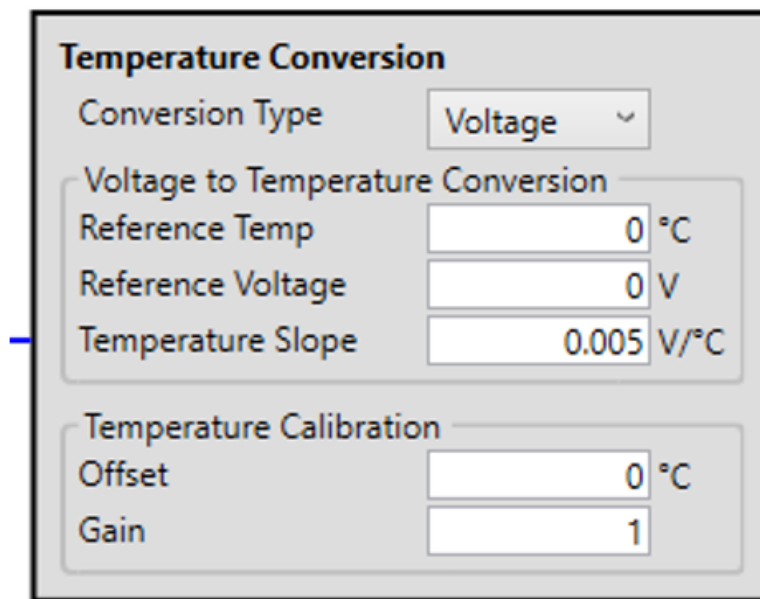 Temperature Conversion
Conversion Type Voltage
Voltage to Temperature Conversion
Reference Temp 0 °C
Reference Voltage 0 V
Temperature Slope 0.005 V/°C
Temperature Calibration
Offset 0 °C
Gain 1